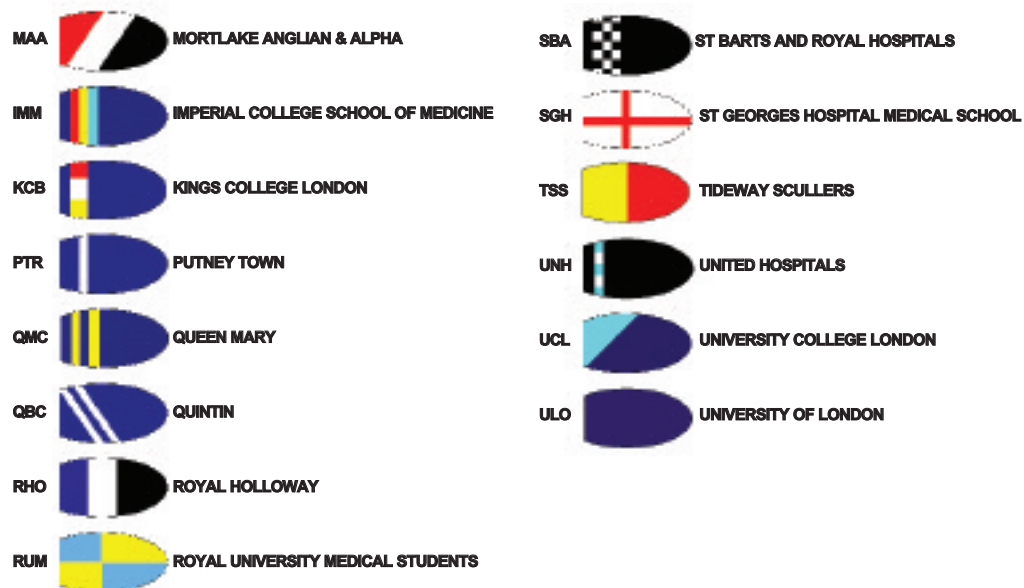 MAA MORTLAKE ANGLIAN & ALPHA
IMM IMPERIAL COLLEGE SCHOOL OF MEDICINE
KCB KINGS COLLEGE LONDON
PTR PUTNEY TOWN
QMC QUEEN MARY
QBC QUINTIN
RHO ROYAL HOLLOWAY
RUM ROYAL UNIVERSITY MEDICAL STUDENTS
SBA ST BARTS AND ROYAL HOSPITALS
SGH ST GEORGES HOSPITAL MEDICAL SCHOOL
TSS TIDEWAY SCULLERS
UNH UNITED HOSPITALS
UCL UNIVERSITY COLLEGE LONDON
ULO UNIVERSITY OF LONDON